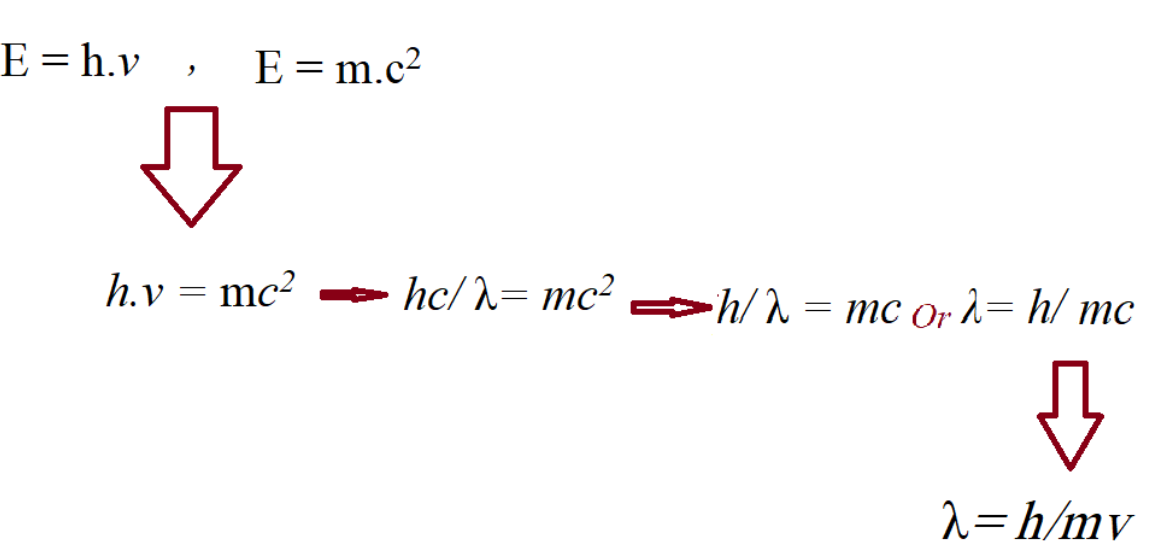 E = h.v , E = m.c²
h.v = mc² hc/ λ= mc² h/ λ = mc Or λ= h/ mc
λ= h/mv